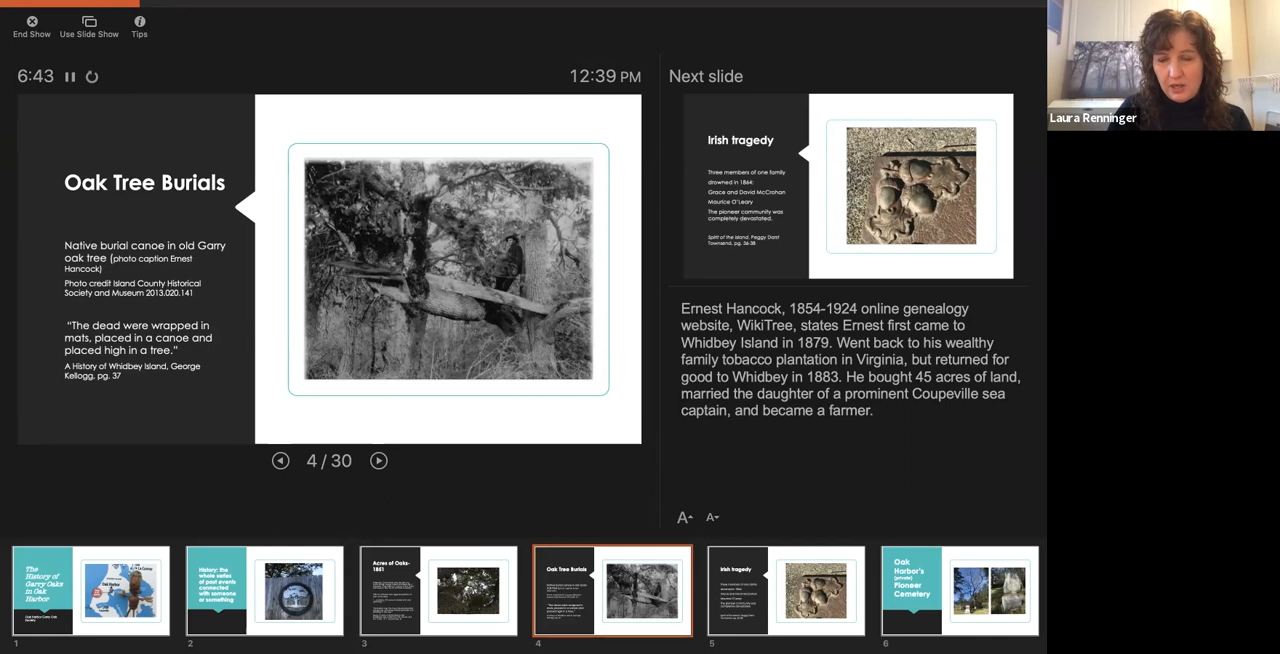 End Show
Use Slide Show
Tips
6:43
12:39 PM
Oak Tree Burials
Native burial canoe in old Garry
oak tree (photo caption Ernest
Hancock)
Photo credit Island County Historical
Society and Museum 2013.020.141
"The dead were wrapped in
mats, placed in a canoe and
placed high in a tree."
A History of Whidbey Island, George
Kellogg, pg. 37
4 / 30
Next slide
Irish tragedy
Three members of one family
drowned in 1864:
Grace and David McCrohan
Maurice O'Leary
The pioneer community was
completely devastated.
Spirit of the Island, Peggy Darst
Townsend, pg. 36-38
Ernest Hancock, 1854-1924 online genealogy
website, WikiTree, states Ernest first came to
Whidbey Island in 1879. Went back to his wealthy
family tobacco plantation in Virginia, but returned for
good to Whidbey in 1883. He bought 45 acres of land,
married the daughter of a prominent Coupeville sea
captain, and became a farmer.
A
A
Laura Renninger
The
History of
Garry Oaks
in Oak
Harbor
Oak Harbor Garry Oak
Society
1
History: the
whole series
of past events
connected
with someone
or something
2
Acres of Oaks-
1851
3
Oak Tree Burials
4
Irish tragedy
5
Oak
Harbor's
(private)
Pioneer
Cemetery
6